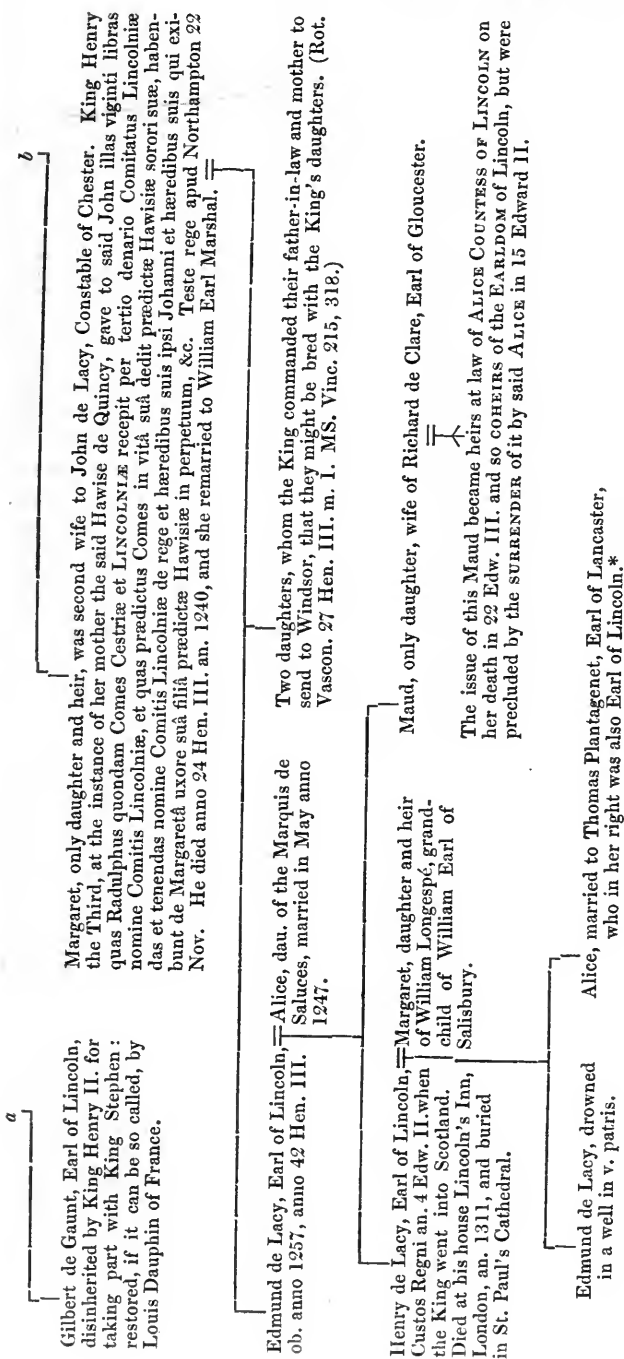 a
b
Gilbert de Gaunt, Earl of Lincoln,
disinherited by King Henry II. for
taking part with King Stephen:
restored, if it can be so called, by
Louis Dauphin of France.
Margaret, only daughter and heir, was second wife to John de Lacy, Constable of Chester. King Henry
the Third, at the instance of her mother the said Hawise de Quincy, gave to said John illas viginti libras
quas Radulphus quondam Comes Cestriæ et LINCOLNIÆ recepit per tertio denario Comitatus Lincolniæ
nomine Comitis Lincolniæ, et quas prædictus Comes in vitâ suâ dedit prædictæ Hawisiæ sorori suæ, haben-
das et tenendas nomine Comitis Lincolniæ de rege et hæredibus suis ipsi Johanni et hæredibus suis qui exi-
bunt de Margaretâ uxore suâ filiâ prædictæ Hawisiæ in perpetuum, &c. Teste rege apud Northampton 22
Nov. He died anno 24 Hen. III. an. 1240, and she remarried to William Earl Marshal.
Edmund de Lacy, Earl of Lincoln,
ob. anno 1257, anno 42 Hen. III.
Alice, dau. of the Marquis de
Saluces, married in May anno
1247.
Two daughters, whom the King commanded their father-in-law and mother to
send to Windsor, that they might be bred with the King's daughters. (Rot.
Vascon. 27 Hen. III. m. I. MS. Vinc. 215, 318.)
Henry de Lacy, Earl of Lincoln,
Custos Regni an. 4 Edw. II. when
the King went into Scotland.
Died at his house Lincoln's Inn,
London, an. 1311, and buried
in St. Paul's Cathedral.
Margaret, daughter and heir
of William Longespé, grand-
child of William Earl of
Salisbury.
Maud, only daughter, wife of Richard de Clare, Earl of Gloucester.
The issue of this Maud became heirs at law of ALICE COUNTESS OF LINCOLN on
her death in 22 Edw. III. and so COHEIRS of the EARLDOM of Lincoln, but were
precluded by the SURRENDER of it by said ALICE in 15 Edward II.
Edmund de Lacy, drowned
in a well in v. patris.
Alice, married to Thomas Plantagenet, Earl of Lancaster,
who in her right was also Earl of Lincoln.*